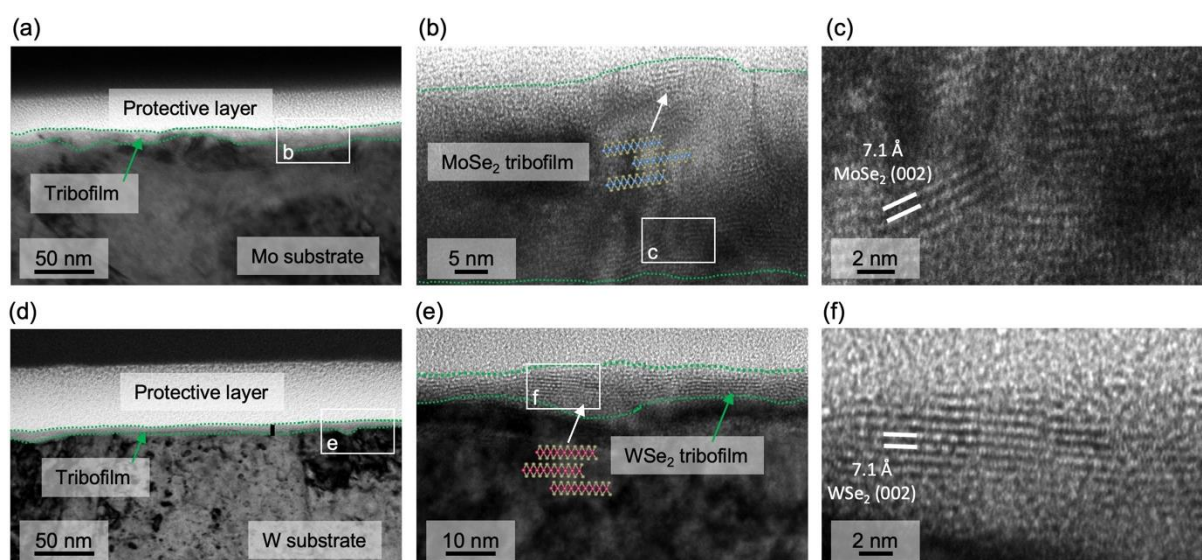 (a)
Protective layer
b
Tribofilm
Mo substrate
50 nm
(b)
MoSe₂ tribofilm
c
5 nm
(c)
7.1 Å
MoSe₂ (002)
2 nm
(d)
Protective layer
e
Tribofilm
W substrate
50 nm
(e)
f
WSe₂ tribofilm
10 nm
(f)
7.1 Å
WSe₂ (002)
2 nm